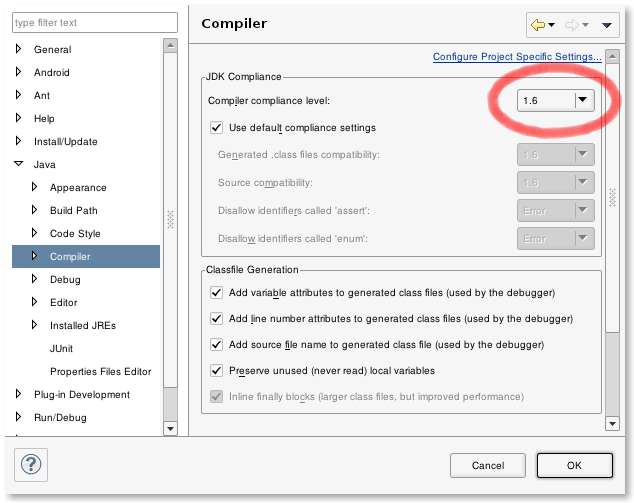 type filter text
General
Android
Ant
Help
Install/Update
Java
Appearance
Build Path
Code Style
Compiler
Debug
Editor
Installed JREs
JUnit
Properties Files Editor
Plug-in Development
Run/Debug
Compiler
Configure Project Specific Settings...
JDK Compliance
Compiler compliance level: 1.6
Use default compliance settings
Generated .class files compatibility: 1.6
Source compatibility: 1.6
Disallow identifiers called 'assert': Error
Disallow identifiers called 'enum': Error
Classfile Generation
Add variable attributes to generated class files (used by the debugger)
Add line number attributes to generated class files (used by the debugger)
Add source file name to generated class file (used by the debugger)
Preserve unused (never read) local variables
Inline finally blocks (larger class files, but improved performance)
?
Cancel
OK